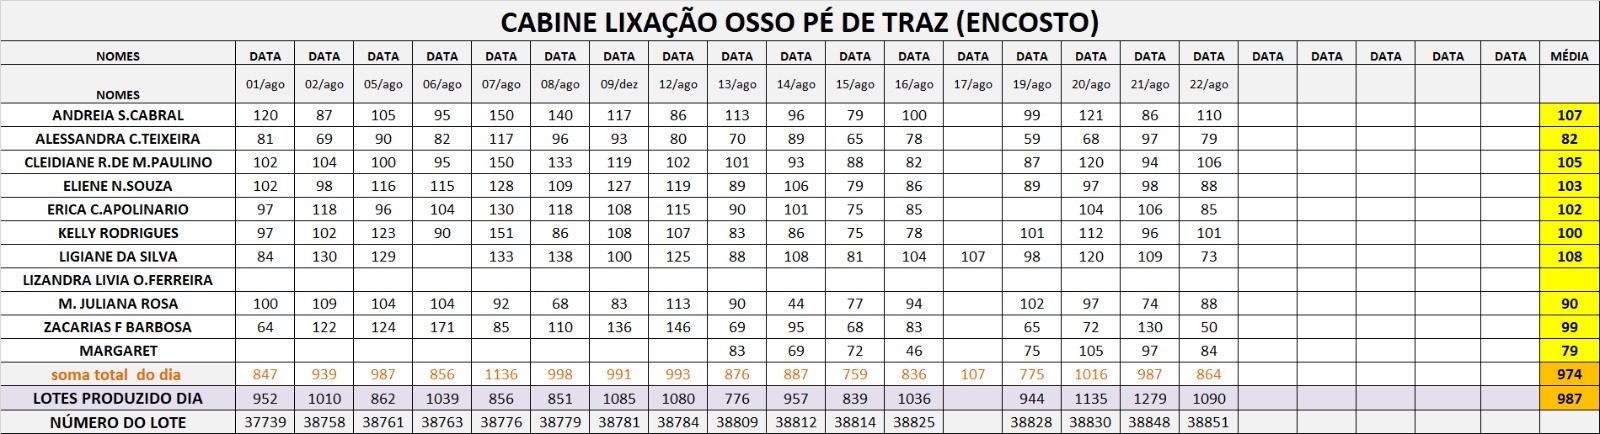 CABINE LIXAÇÃO OSSO PÉ DE TRAZ (ENCOSTO)
NOMES DATA DATA DATA DATA DATA DATA DATA DATA DATA DATA DATA DATA DATA DATA DATA DATA DATA DATA DATA DATA DATA DATA MÉDIA
NOMES 01/ago 02/ago 05/ago 06/ago 07/ago 08/ago 09/dez 12/ago 13/ago 14/ago 15/ago 16/ago 17/ago 19/ago 20/ago 21/ago 22/ago
ANDREIA S.CABRAL 120 87 105 95 150 140 117 86 113 96 79 100 99 121 86 110 107
ALESSANDRA C.TEIXEIRA 81 69 90 82 117 96 93 80 70 89 65 78 59 68 97 79 82
CLEIDIANE R.DE M.PAULINO 102 104 100 95 150 133 119 102 101 93 88 82 87 120 94 106 105
ELIENE N.SOUZA 102 98 116 115 128 109 127 119 89 106 79 86 89 97 98 88 103
ERICA C.APOLINARIO 97 118 96 104 130 118 108 115 90 101 75 85 104 106 85 102
KELLY RODRIGUES 97 102 123 90 151 86 108 107 83 86 75 78 101 112 96 101 100
LIGIANE DA SILVA 84 130 129 133 138 100 125 88 108 81 104 107 98 120 109 73 108
LIZANDRA LIVIA O.FERREIRA
M. JULIANA ROSA 100 109 104 104 92 68 83 113 90 44 77 94 102 97 74 88 90
ZACARIAS F BARBOSA 64 122 124 171 85 110 136 146 69 95 68 83 65 72 130 50 99
MARGARET 83 69 72 46 75 105 97 84 79
soma total do dia 847 939 987 856 1136 998 991 993 876 887 759 836 107 775 1016 987 864 974
LOTES PRODUZIDO DIA 952 1010 862 1039 856 851 1085 1080 776 957 839 1036 944 1135 1279 1090 987
NÚMERO DO LOTE 37739 38758 38761 38763 38776 38779 38781 38784 38809 38812 38814 38825 38828 38830 38848 38851